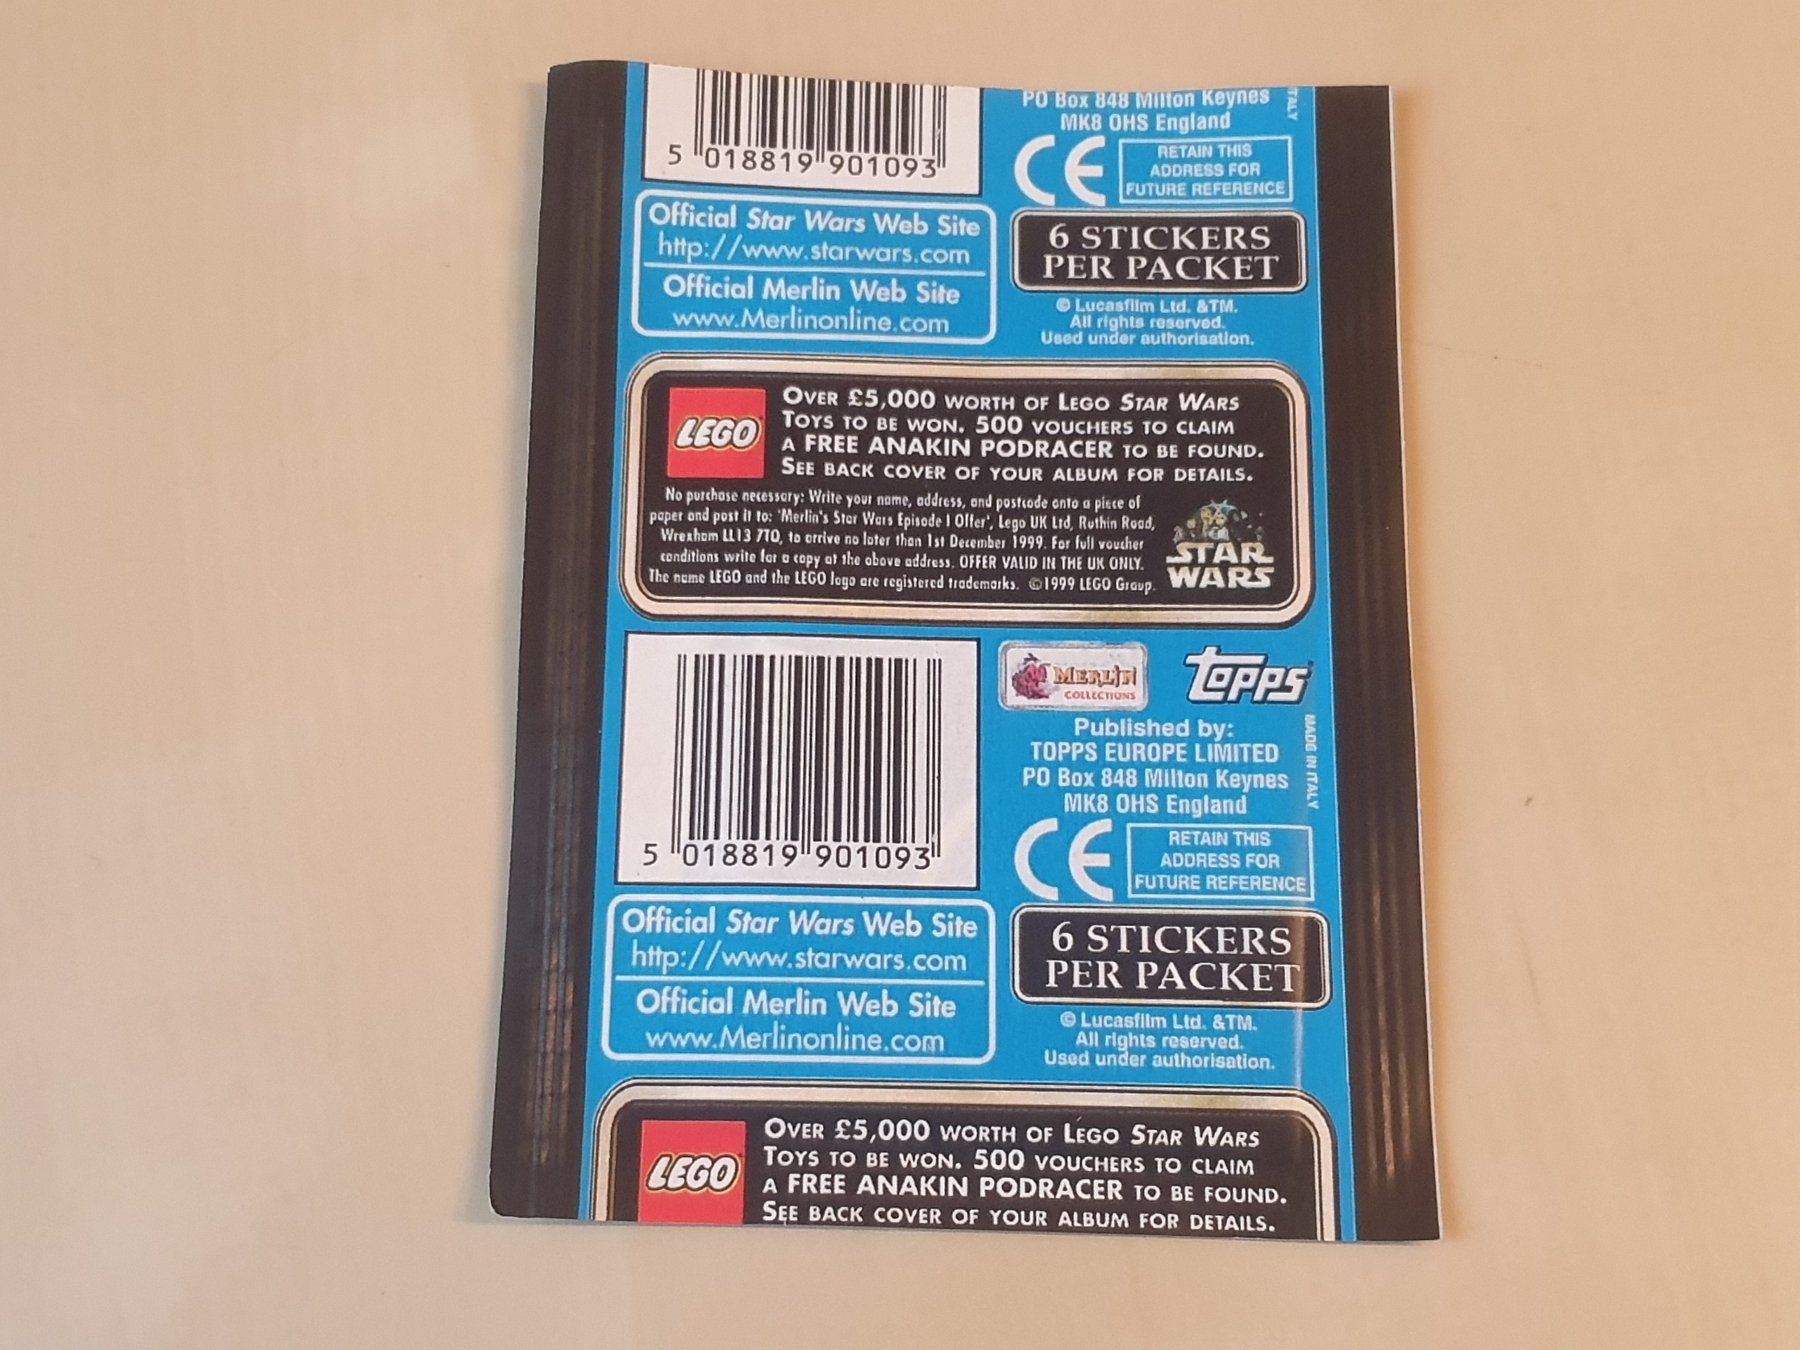 PO Box 848 Milton Keynes
MK8 0HS England
ITALY
5 018819 901093
CE
RETAIN THIS
ADDRESS FOR
FUTURE REFERENCE
Official Star Wars Web Site
http://www.starwars.com
Official Merlin Web Site
www.Merlinonline.com
6 STICKERS
PER PACKET
© Lucasfilm Ltd. &TM.
All rights reserved.
Used under authorisation.
LEGO
OVER £5,000 WORTH OF LEGO STAR WARS
TOYS TO BE WON. 500 VOUCHERS TO CLAIM
A FREE ANAKIN PODRACER TO BE FOUND.
SEE BACK COVER OF YOUR ALBUM FOR DETAILS.
No purchase necessary: Write your name, address, and postcode onto a piece of
paper and post it to: 'Merlin's Star Wars Episode I Offer', Lego UK Ltd, Ruthin Road,
Wrexham LL13 7TQ, to arrive no later than 1st December 1999. For full voucher
conditions write for a copy at the above address. OFFER VALID IN THE UK ONLY.
The name LEGO and the LEGO logo are registered trademarks. ©1999 LEGO Group.
STAR
WARS
5 018819 901093
MERLIN
COLLECTIONS
TOPPS
Published by:
TOPPS EUROPE LIMITED
PO Box 848 Milton Keynes
MK8 0HS England
MADE IN ITALY
CE
RETAIN THIS
ADDRESS FOR
FUTURE REFERENCE
Official Star Wars Web Site
http://www.starwars.com
Official Merlin Web Site
www.Merlinonline.com
6 STICKERS
PER PACKET
© Lucasfilm Ltd. &TM.
All rights reserved.
Used under authorisation.
LEGO
OVER £5,000 WORTH OF LEGO STAR WARS
TOYS TO BE WON. 500 VOUCHERS TO CLAIM
A FREE ANAKIN PODRACER TO BE FOUND.
SEE BACK COVER OF YOUR ALBUM FOR DETAILS.